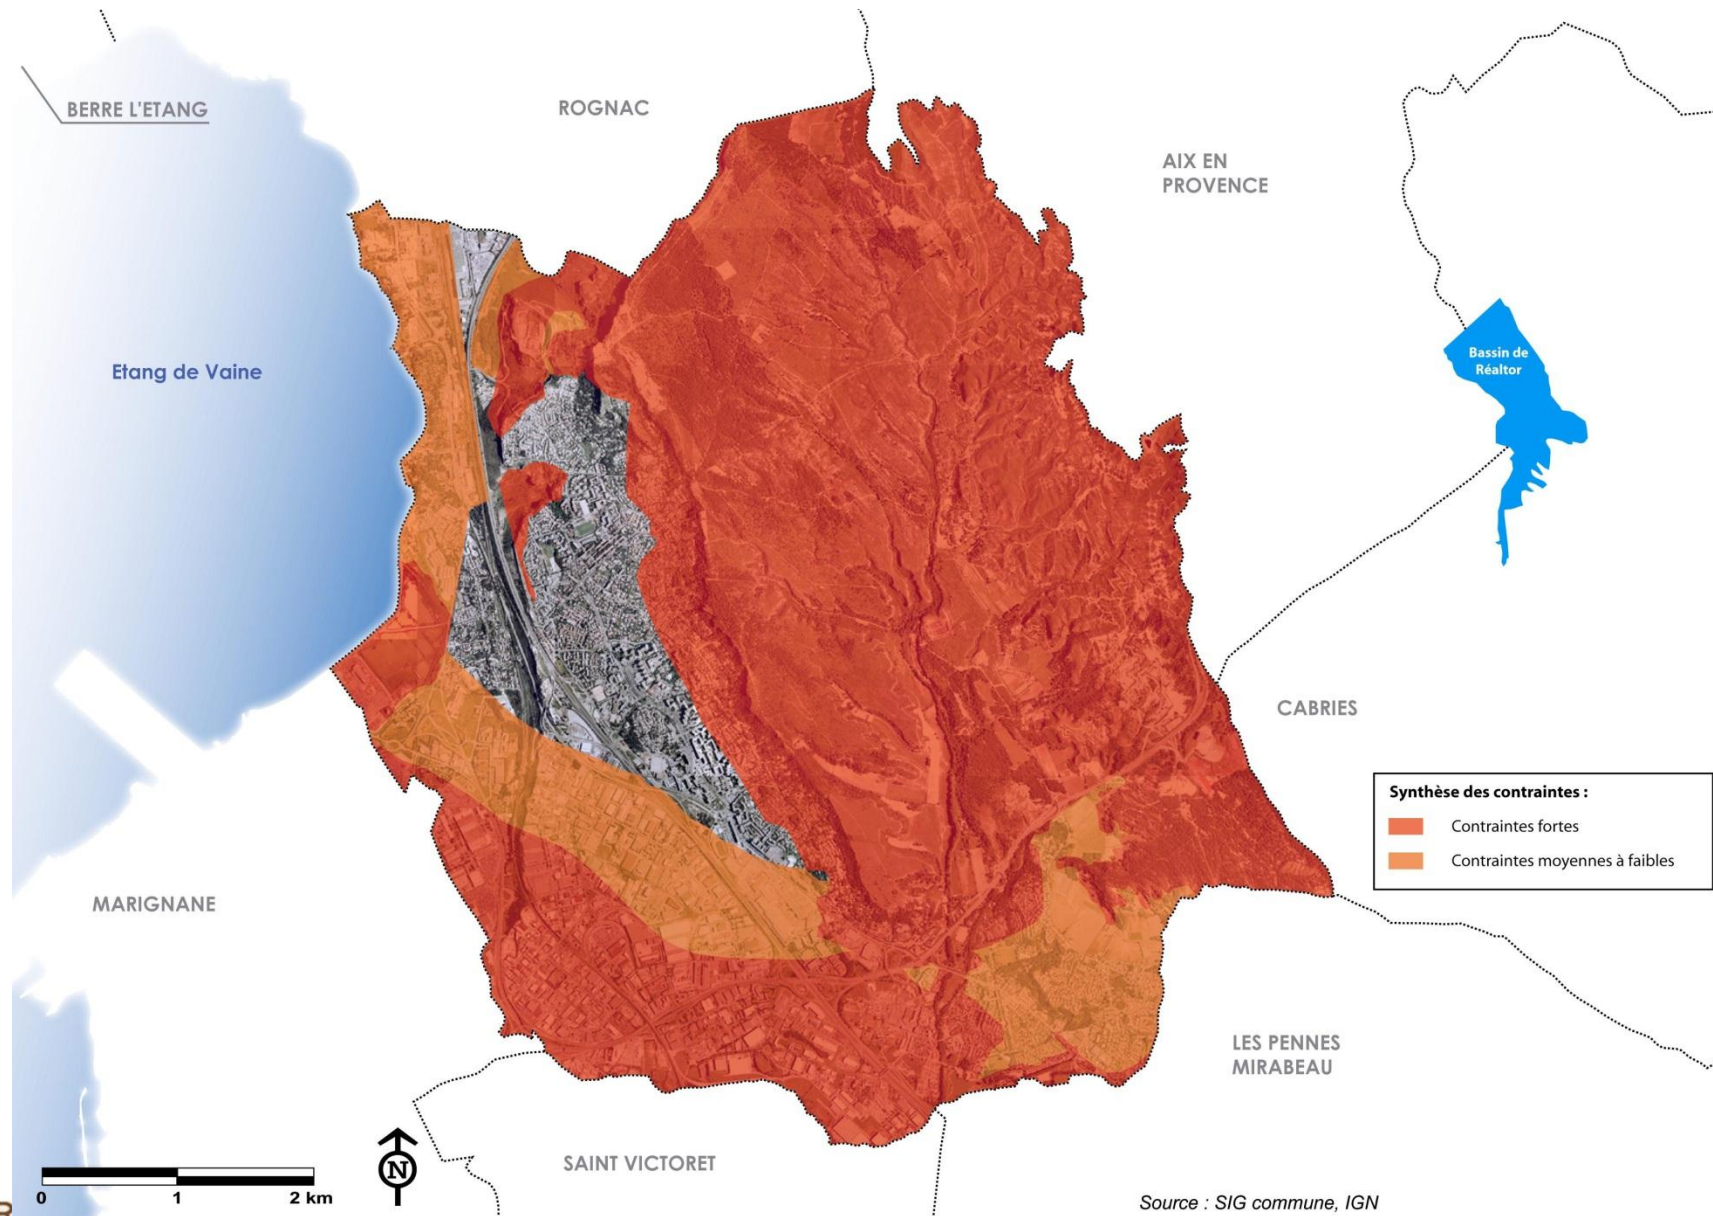 BERRE L'ETANG
ROGNAC
AIX EN
PROVENCE
Etang de Vaine
Bassin de
Réaltor
CABRIES
Synthèse des contraintes :
Contraintes fortes
Contraintes moyennes à faibles
MARIGNANE
LES PENNES
MIRABEAU
SAINT VICTORET
N
0 1 2 km
Source : SIG commune, IGN